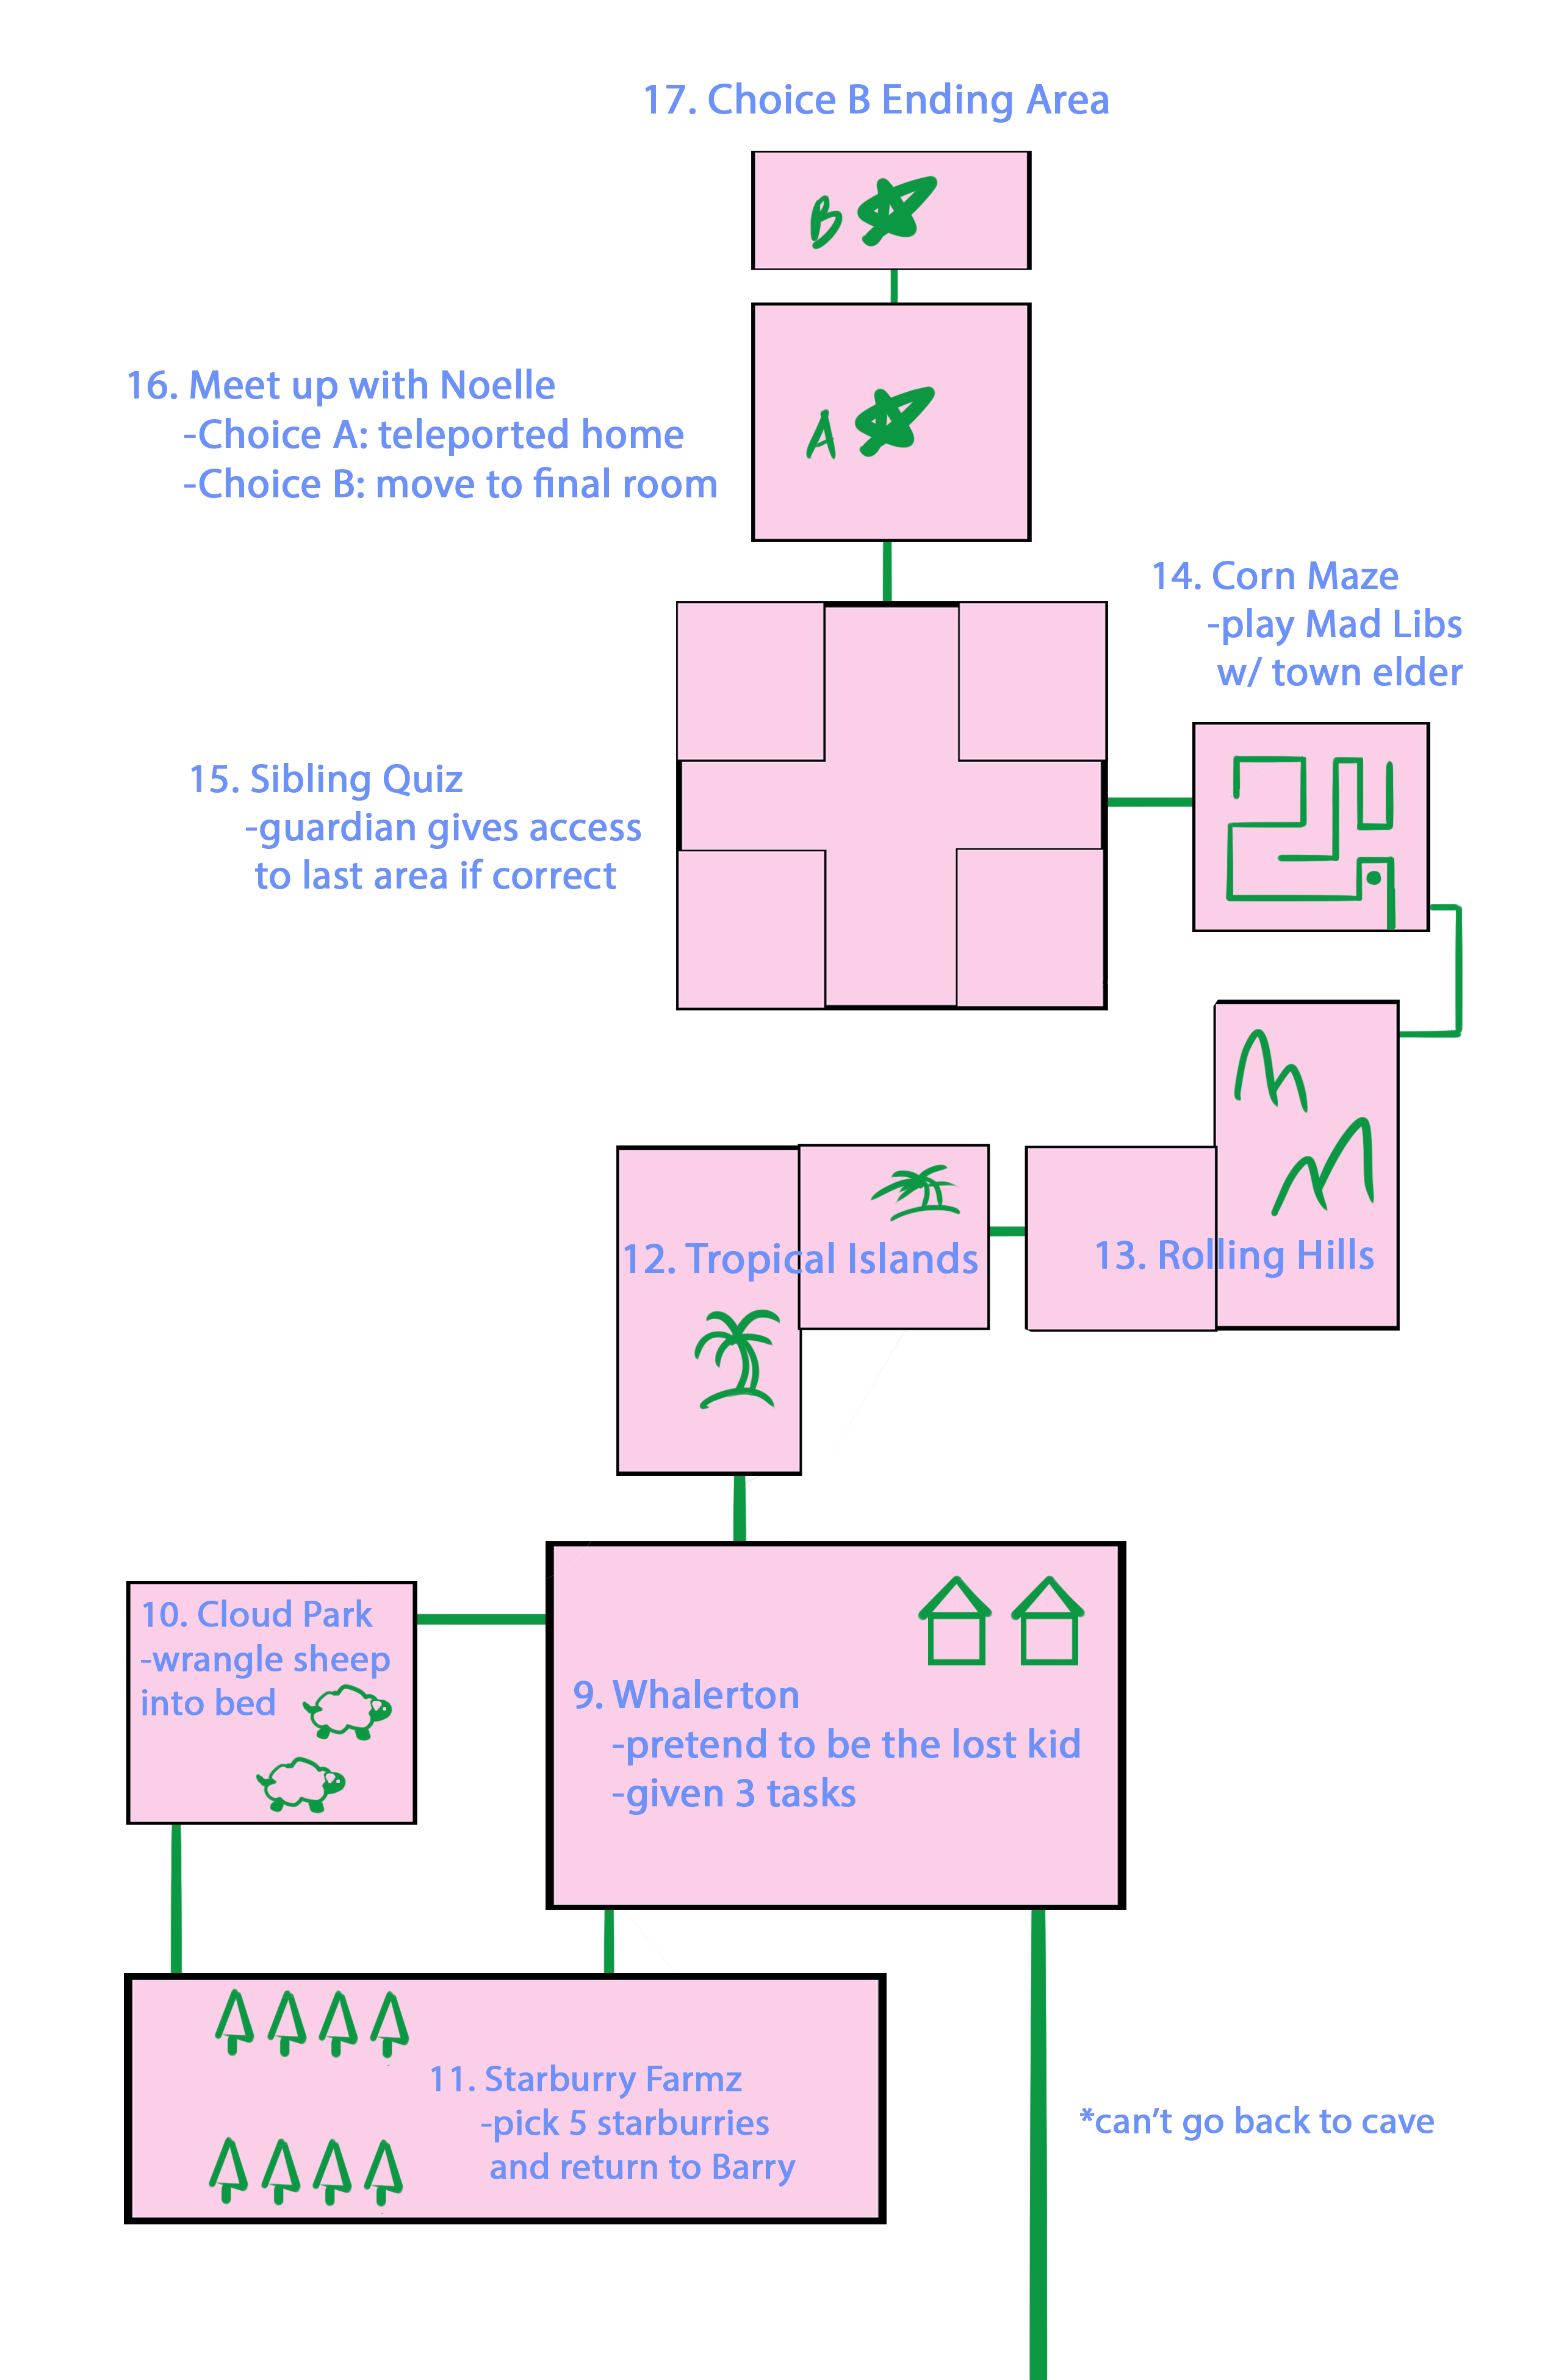 17. Choice B Ending Area
B
16. Meet up with Noelle
-Choice A: teleported home
-Choice B: move to final room
A
14. Corn Maze
-play Mad Libs
w/ town elder
15. Sibling Quiz
-guardian gives access
to last area if correct
12. Tropical Islands
13. Rolling Hills
10. Cloud Park
-wrangle sheep
into bed
9. Whalerton
-pretend to be the lost kid
-given 3 tasks
11. Starburry Farmz
-pick 5 starburries
and return to Barry
*can't go back to cave